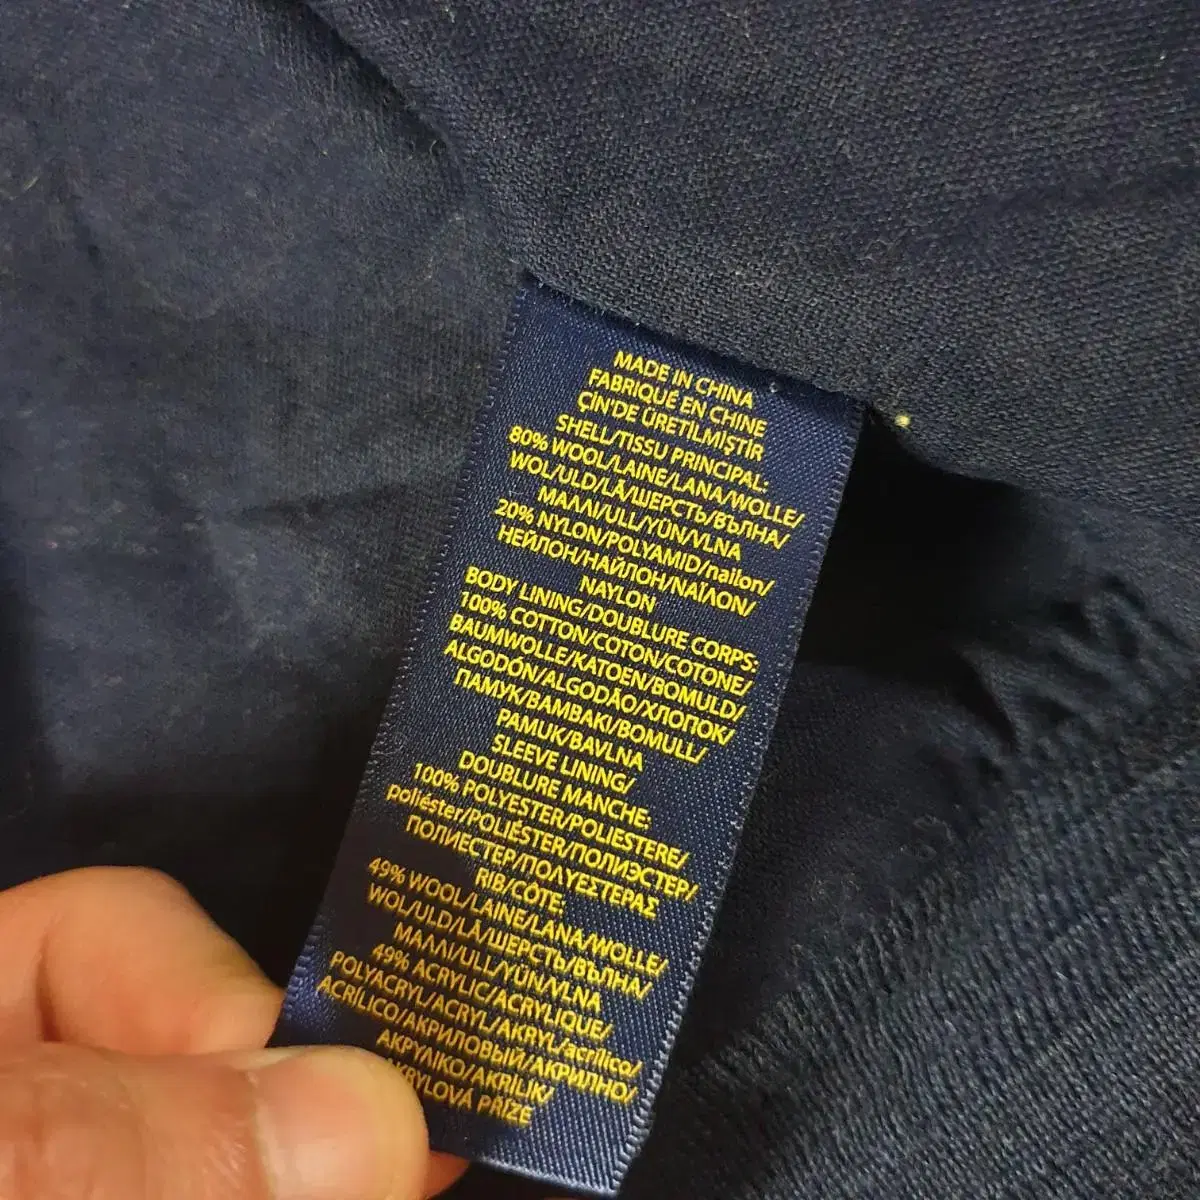 MADE IN CHINA
FABRIQUÉ EN CHINE
ÇİN'DE ÜRETİLMİŞTİR
SHELL/TISSU PRINCIPAL:
80% WOOL/LAINE/LANA/WOLLE/
WOL/ULD/LÃ/ШЕРСТЬ/ВЪЛНА/
ΜΑΛΛΙ/ULL/YÜN/VLNA
20% NYLON/POLYAMID/nailon/
НЕЙЛОН/НАЙЛОН/ΝΑΪΛΟΝ/
NAYLON
BODY LINING/DOUBLURE CORPS:
100% COTTON/COTON/COTONE/
BAUMWOLLE/KATOEN/BOMULD/
ALGODÓN/ALGODÃO/ХЛОПОК/
ПАМУК/ΒΑΜΒΑΚΙ/BOMULL/
PAMUK/BAVLNA
SLEEVE LINING/
DOUBLURE MANCHE:
100% POLYESTER/POLIESTERE/
poliéster/POLIÉSTER/ПОЛИЭСТЕР/
ПОЛИЕСТЕР/ΠΟΛΥΕΣΤΕΡΑΣ
RIB/CÔTE:
49% WOOL/LAINE/LANA/WOLLE/
WOL/ULD/LÃ/ШЕРСТЬ/ВЪЛНА/
ΜΑΛΛΙ/ULL/YÜN/VLNA
49% ACRYLIC/ACRYLIQUE/
POLYACRYL/ACRYL/AKRYL/acrílico/
ACRÍLICO/АКРИЛОВЫЙ/АКРИЛНО/
ΑΚΡΥΛΙΚΟ/AKRİLİK/
AKRYLOVÁ PŘÍZE